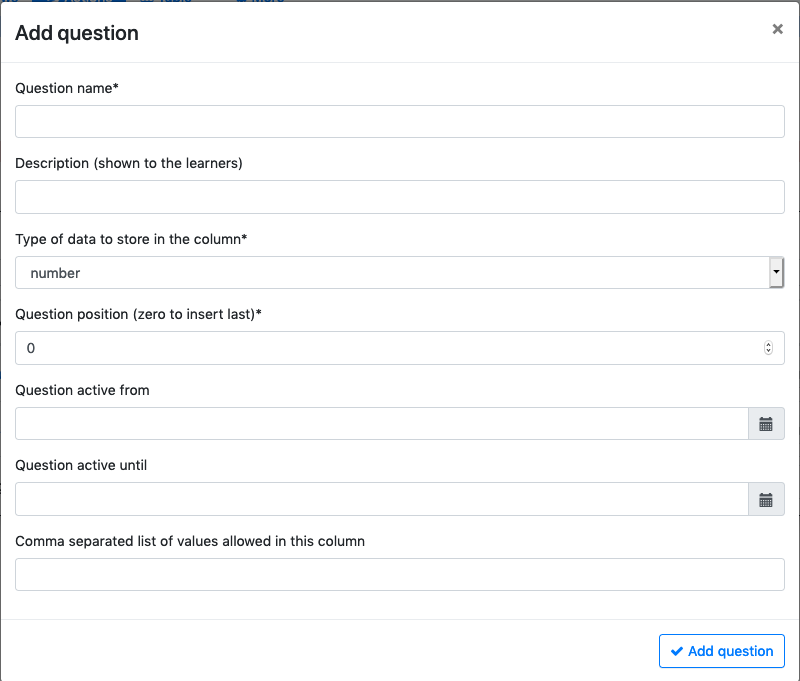 Add question
×
Question name*
Description (shown to the learners)
Type of data to store in the column*
number
Question position (zero to insert last)*
0
Question active from
Question active until
Comma separated list of values allowed in this column
Add question